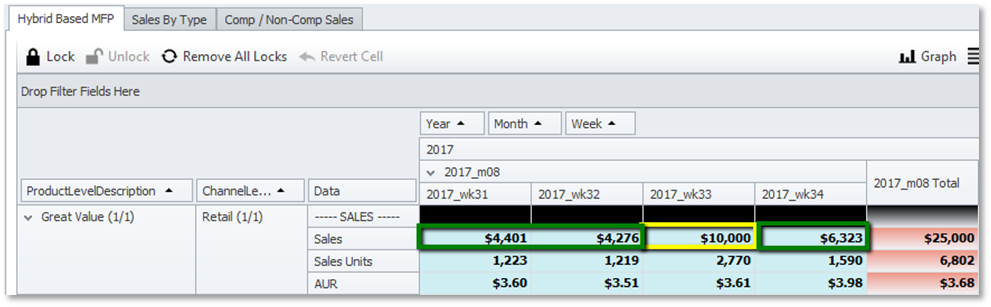 Hybrid Based MFP Sales By Type Comp / Non-Comp Sales
Lock Unlock Remove All Locks Revert Cell Graph
Drop Filter Fields Here
Year Month Week
2017
2017_m08 2017_m08 Total
ProductLevelDescription ChannelLe... Data 2017_wk31 2017_wk32 2017_wk33 2017_wk34
Great Value (1/1) Retail (1/1) ----- SALES -----
Sales $4,401 $4,276 $10,000 $6,323 $25,000
Sales Units 1,223 1,219 2,770 1,590 6,802
AUR $3.60 $3.51 $3.61 $3.98 $3.68